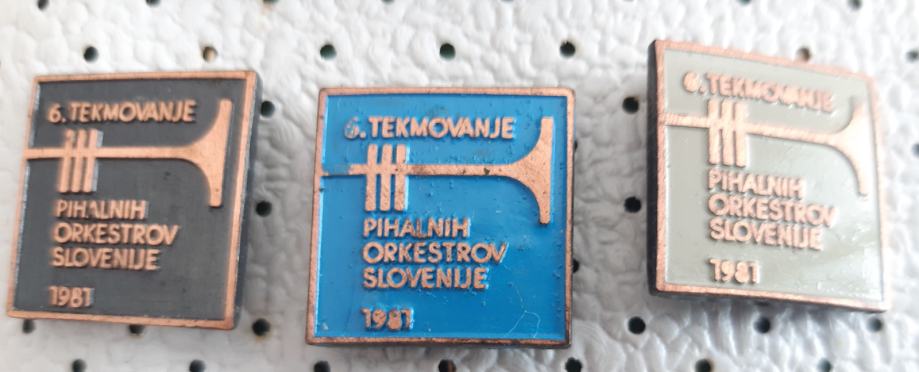 6. TEKMOVANJE
PIHALNIH
ORKESTROV
SLOVENIJE
1981
6. TEKMOVANJE
PIHALNIH
ORKESTROV
SLOVENIJE
1981
6. TEKMOVANJE
PIHALNIH
ORKESTROV
SLOVENIJE
1981